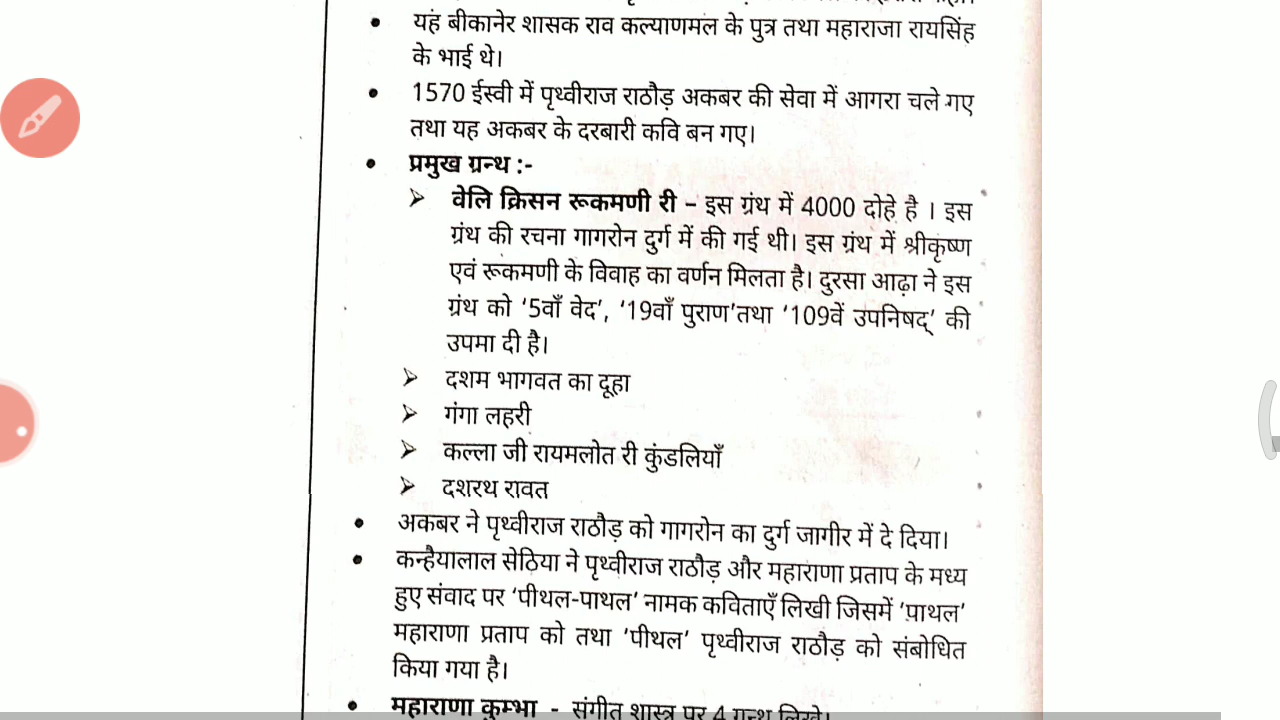 यह बीकानेर शासक राव कल्याणमल के पुत्र तथा महाराजा रायसिंह
के भाई थे।
1570 ईस्वी में पृथ्वीराज राठौड़ अकबर की सेवा में आगरा चले गए
तथा यह अकबर के दरबारी कवि बन गए।
प्रमुख ग्रन्थ :-
वेलि क्रिसन रूकमणी री – इस ग्रंथ में 4000 दोहे है । इस
ग्रंथ की रचना गागरोन दुर्ग में की गई थी। इस ग्रंथ में श्रीकृष्ण
एवं रूकमणी के विवाह का वर्णन मिलता है। दुरसा आढ़ा ने इस
ग्रंथ को ‘5वाँ वेद’, ‘19वाँ पुराण’तथा ‘109वें उपनिषद्’ की
उपमा दी है।
दशम भागवत का दूहा
गंगा लहरी
कल्ला जी रायमलोत री कुंडलियाँ
दशरथ रावत
अकबर ने पृथ्वीराज राठौड़ को गागरोन का दुर्ग जागीर में दे दिया।
कन्हैयालाल सेठिया ने पृथ्वीराज राठौड़ और महाराणा प्रताप के मध्य
हुए संवाद पर ‘पीथल-पाथल’ नामक कविताएँ लिखी जिसमें ‘पाथल’
महाराणा प्रताप को तथा ‘पीथल’ पृथ्वीराज राठौड़ को संबोधित
किया गया है।
महाराणा कुम्भा - संगीत शास्त्र पर 4 ग्रन्थ लिखे।